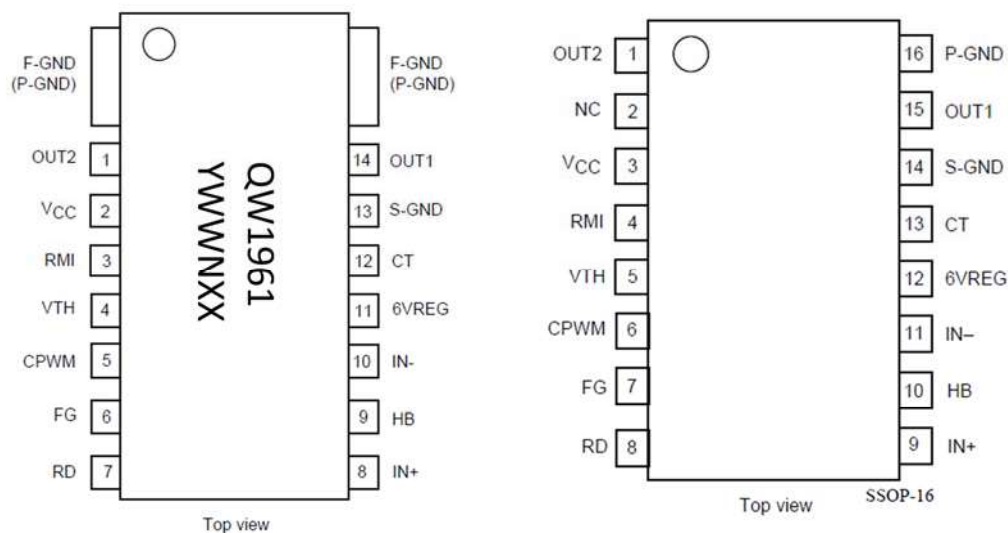 F-GND
(P-GND)
OUT2 1
VCC 2
RMI 3
VTH 4
CPWM 5
FG 6
RD 7
QW1961
YWWNXX
F-GND
(P-GND)
14 OUT1
13 S-GND
12 CT
11 6VREG
10 IN-
9 HB
8 IN+
Top view
OUT2 1
NC 2
VCC 3
RMI 4
VTH 5
CPWM 6
FG 7
RD 8
16 P-GND
15 OUT1
14 S-GND
13 CT
12 6VREG
11 IN–
10 HB
9 IN+
Top view
SSOP-16